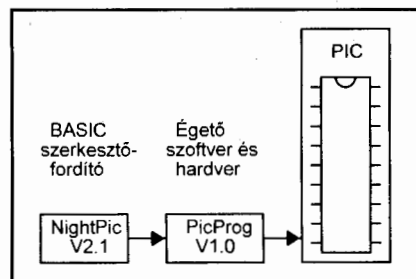 PIC
BASIC
szerkesztő-
fordító
Égető
szoftver és
hardver
NightPic
V2.1
PicProg
V1.0